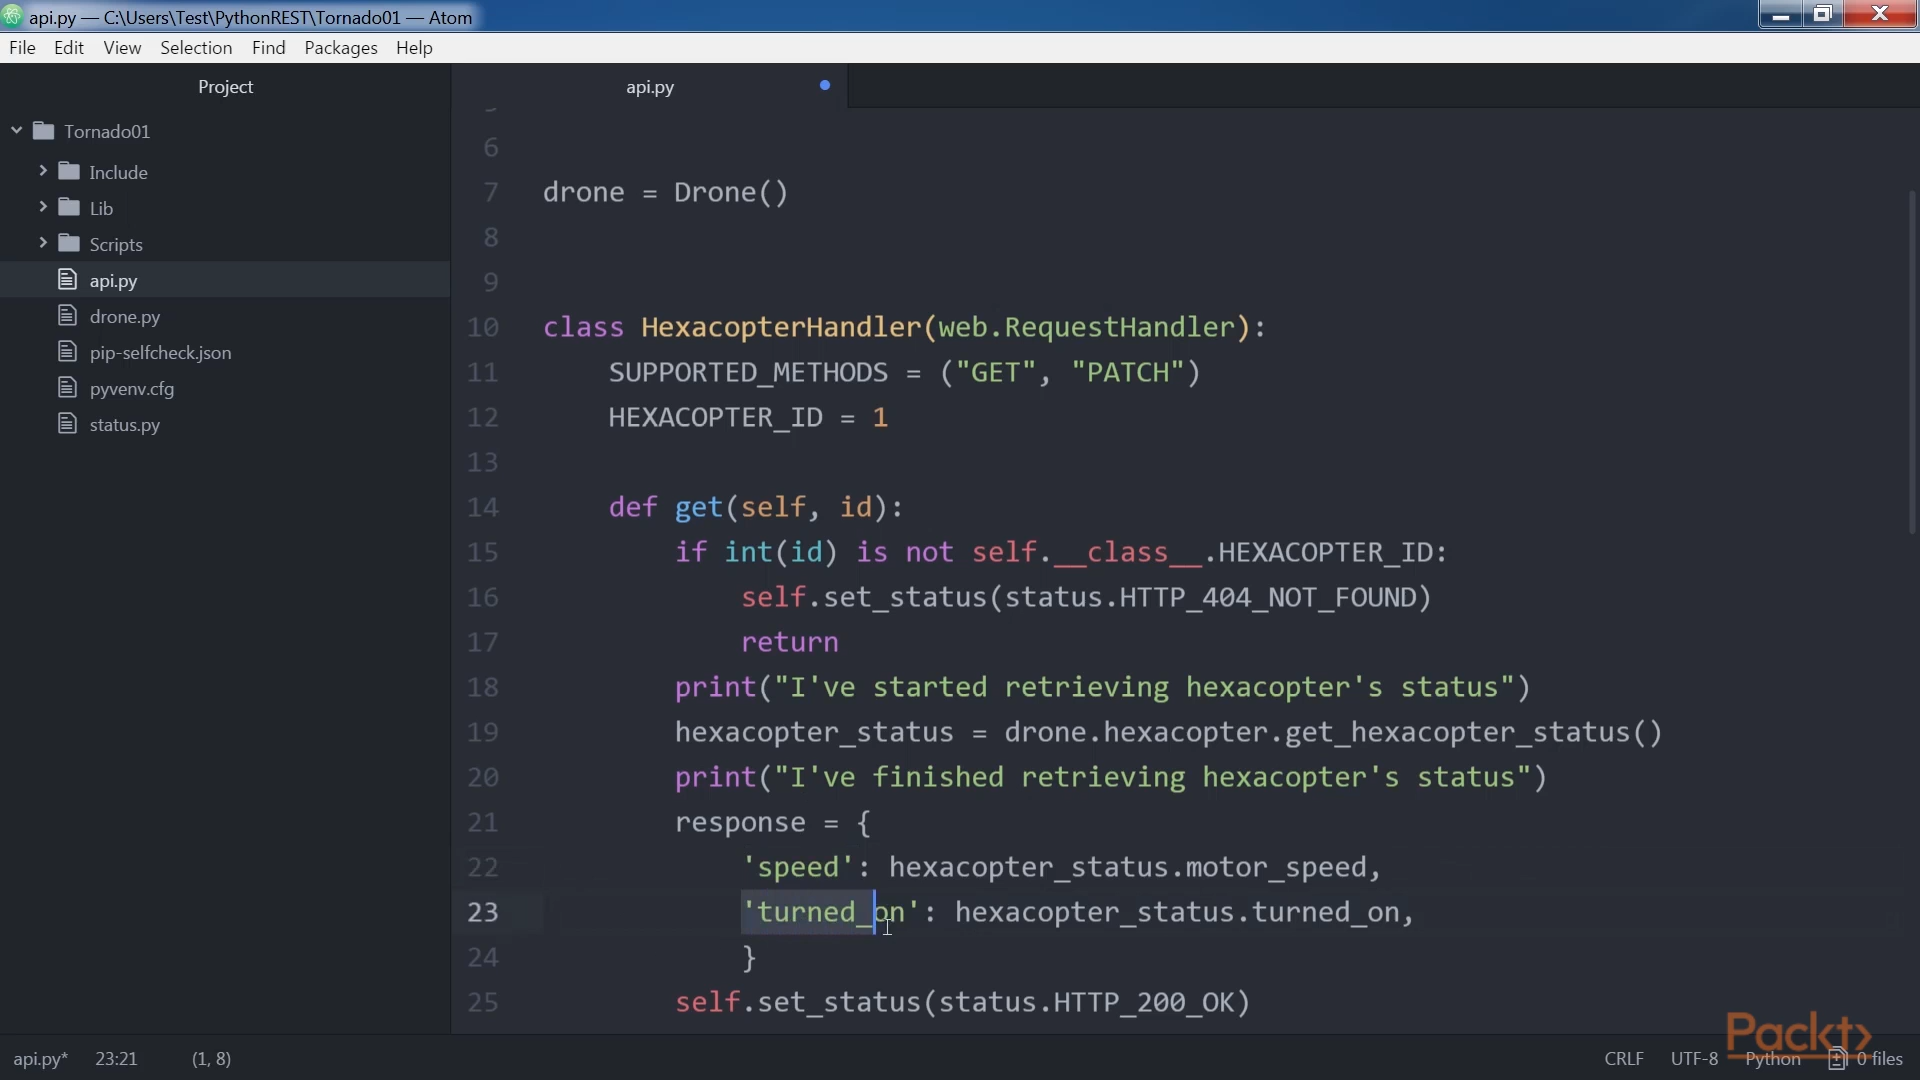 api.py — C:\Users\Test\PythonREST\Tornado01 — Atom
File Edit View Selection Find Packages Help
Project
api.py
Tornado01
Include
Lib
Scripts
api.py
drone.py
pip-selfcheck.json
pyvenv.cfg
status.py
6
7 drone = Drone()
8
9
10 class HexacopterHandler(web.RequestHandler):
11 SUPPORTED_METHODS = ("GET", "PATCH")
12 HEXACOPTER_ID = 1
13
14 def get(self, id):
15 if int(id) is not self.__class__.HEXACOPTER_ID:
16 self.set_status(status.HTTP_404_NOT_FOUND)
17 return
18 print("I've started retrieving hexacopter's status")
19 hexacopter_status = drone.hexacopter.get_hexacopter_status()
20 print("I've finished retrieving hexacopter's status")
21 response = {
22 'speed': hexacopter_status.motor_speed,
23 'turned_on': hexacopter_status.turned_on,
24 }
25 self.set_status(status.HTTP_200_OK)
Packt>
api.py* 23:21 (1, 8) CRLF UTF-8 Python 0 files